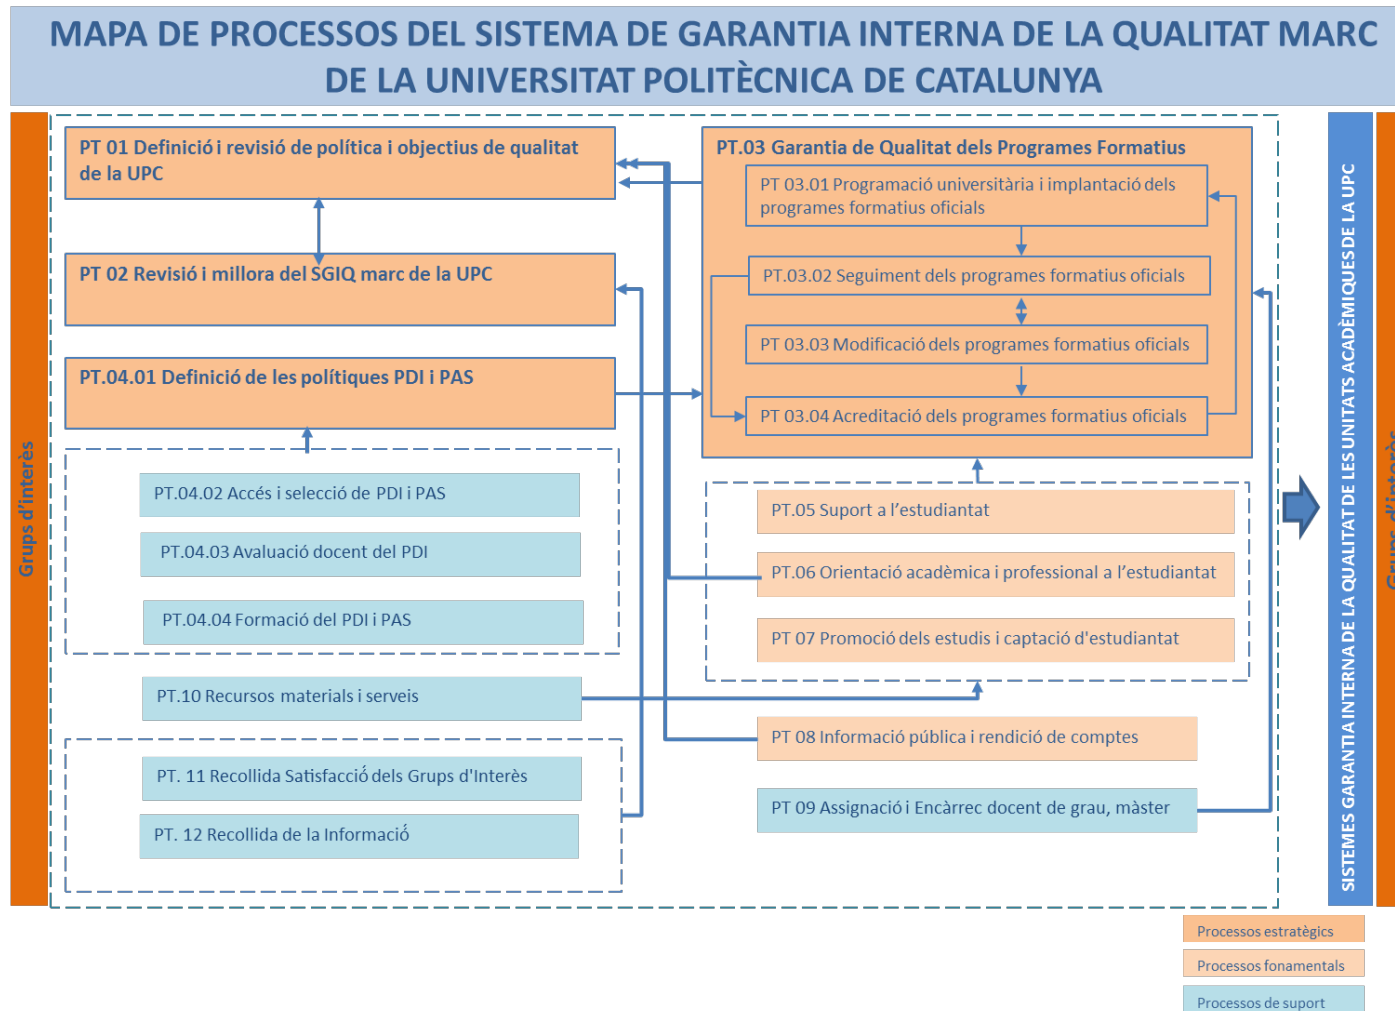 MAPA DE PROCESSOS DEL SISTEMA DE GARANTIA INTERNA DE LA QUALITAT MARC
DE LA UNIVERSITAT POLITÈCNICA DE CATALUNYA
Grups d'interès
PT 01 Definició i revisió de política i objectius de qualitat
de la UPC
PT 02 Revisió i millora del SGIQ marc de la UPC
PT.04.01 Definició de les polítiques PDI i PAS
PT.04.02 Accés i selecció de PDI i PAS
PT.04.03 Avaluació docent del PDI
PT.04.04 Formació del PDI i PAS
PT.10 Recursos materials i serveis
PT. 11 Recollida Satisfacció dels Grups d'Interès
PT. 12 Recollida de la Informació
PT.03 Garantia de Qualitat dels Programes Formatius
PT 03.01 Programació universitària i implantació dels
programes formatius oficials
PT.03.02 Seguiment dels programes formatius oficials
PT 03.03 Modificació dels programes formatius oficials
PT 03.04 Acreditació dels programes formatius oficials
PT.05 Suport a l'estudiantat
PT.06 Orientació acadèmica i professional a l'estudiantat
PT 07 Promoció dels estudis i captació d'estudiantat
PT 08 Informació pública i rendició de comptes
PT 09 Assignació i Encàrrec docent de grau, màster
SISTEMES GARANTIA INTERNA DE LA QUALITAT DE LES UNITATS ACADÈMIQUES DE LA UPC
Grups d'interès
Processos estratègics
Processos fonamentals
Processos de suport